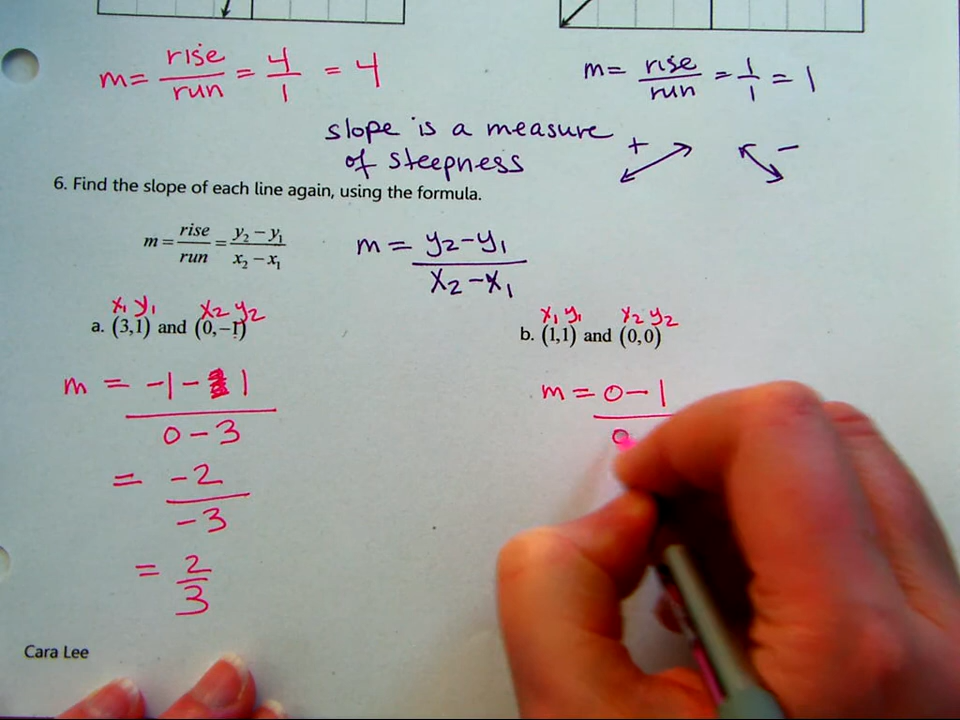 m= rise/run = 4/1 = 4
m= rise/run = 1/1 = 1
slope is a measure
of steepness
+ −
6. Find the slope of each line again, using the formula.
m = rise/run = y₂−y₁/x₂−x₁
m = y₂−y₁/x₂−x₁
x₁ y₁ x₂ y₂
a. (3,1) and (0,−1)
x₁ y₁ x₂ y₂
b. (1,1) and (0,0)
m = −1−1/0−3
= −2/−3
= 2/3
m = 0−1/0
Cara Lee